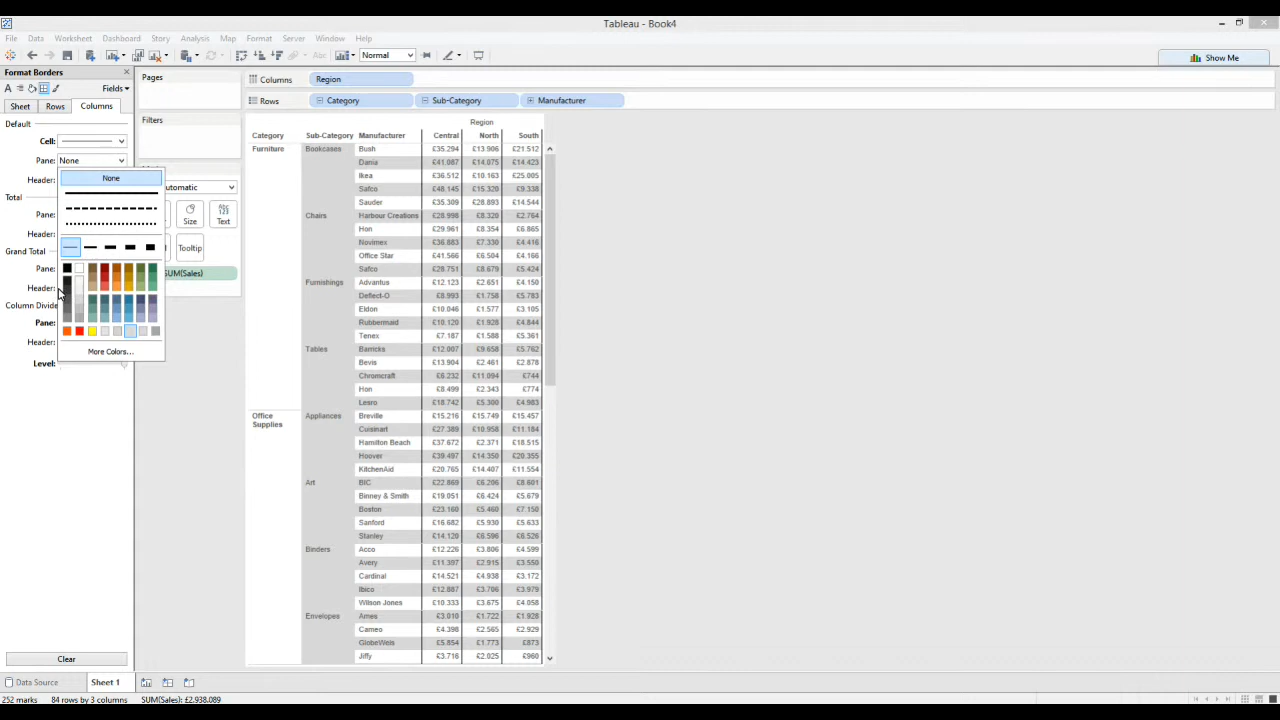 Tableau - Book4
File Data Worksheet Dashboard Story Analysis Map Format Server Window Help
Normal
Show Me
Format Borders
Fields
Sheet Rows Columns
Default
Cell:
Pane: None
Header:
Total
Pane:
Header:
Grand Total
Pane:
Header:
Column Divide
Pane:
Header:
Level:
None
More Colors...
Clear
Pages
Filters
utomatic
Size
Text
Tooltip
SUM(Sales)
Columns Region
Rows Category Sub-Category Manufacturer
Region
Category Sub-Category Manufacturer Central North South
Furniture Bookcases Bush £35.294 £13.906 £21.512
Dania £41.087 £14.075 £14.423
Ikea £36.512 £10.163 £25.005
Safco £48.145 £15.320 £9.338
Sauder £35.309 £28.893 £14.544
Chairs Harbour Creations £28.998 £8.320 £2.764
Hon £29.961 £8.354 £6.865
Novimex £36.883 £7.330 £4.416
Office Star £41.566 £6.504 £4.166
Safco £28.751 £8.679 £5.424
Furnishings Advantus £12.123 £2.651 £4.150
Deflect-O £8.993 £1.758 £5.783
Eldon £10.046 £1.577 £3.105
Rubbermaid £10.120 £1.928 £4.844
Tenex £7.187 £1.588 £5.361
Tables Barricks £12.007 £9.658 £5.762
Bevis £13.904 £2.461 £2.878
Chromcraft £6.232 £11.094 £744
Hon £8.499 £2.343 £774
Lesro £18.742 £5.300 £4.983
Office Supplies Appliances Breville £15.216 £15.749 £15.457
Cuisinart £27.389 £10.958 £11.184
Hamilton Beach £37.672 £2.371 £18.515
Hoover £39.497 £14.350 £20.355
KitchenAid £20.765 £14.407 £11.554
Art BIC £22.869 £6.206 £8.601
Binney & Smith £19.051 £6.424 £5.679
Boston £23.160 £5.460 £7.150
Sanford £16.682 £5.930 £5.633
Stanley £14.120 £6.596 £6.526
Binders Acco £12.226 £3.806 £4.599
Avery £11.397 £2.915 £3.550
Cardinal £14.521 £4.938 £3.172
Ibico £12.887 £3.706 £3.979
Wilson Jones £10.333 £3.675 £4.058
Envelopes Ames £3.010 £1.722 £1.928
Cameo £4.398 £2.565 £2.929
GlobeWeis £5.854 £1.773 £873
Jiffy £3.716 £2.025 £960
Data Source Sheet 1
252 marks 84 rows by 3 columns SUM(Sales): £2.938.089